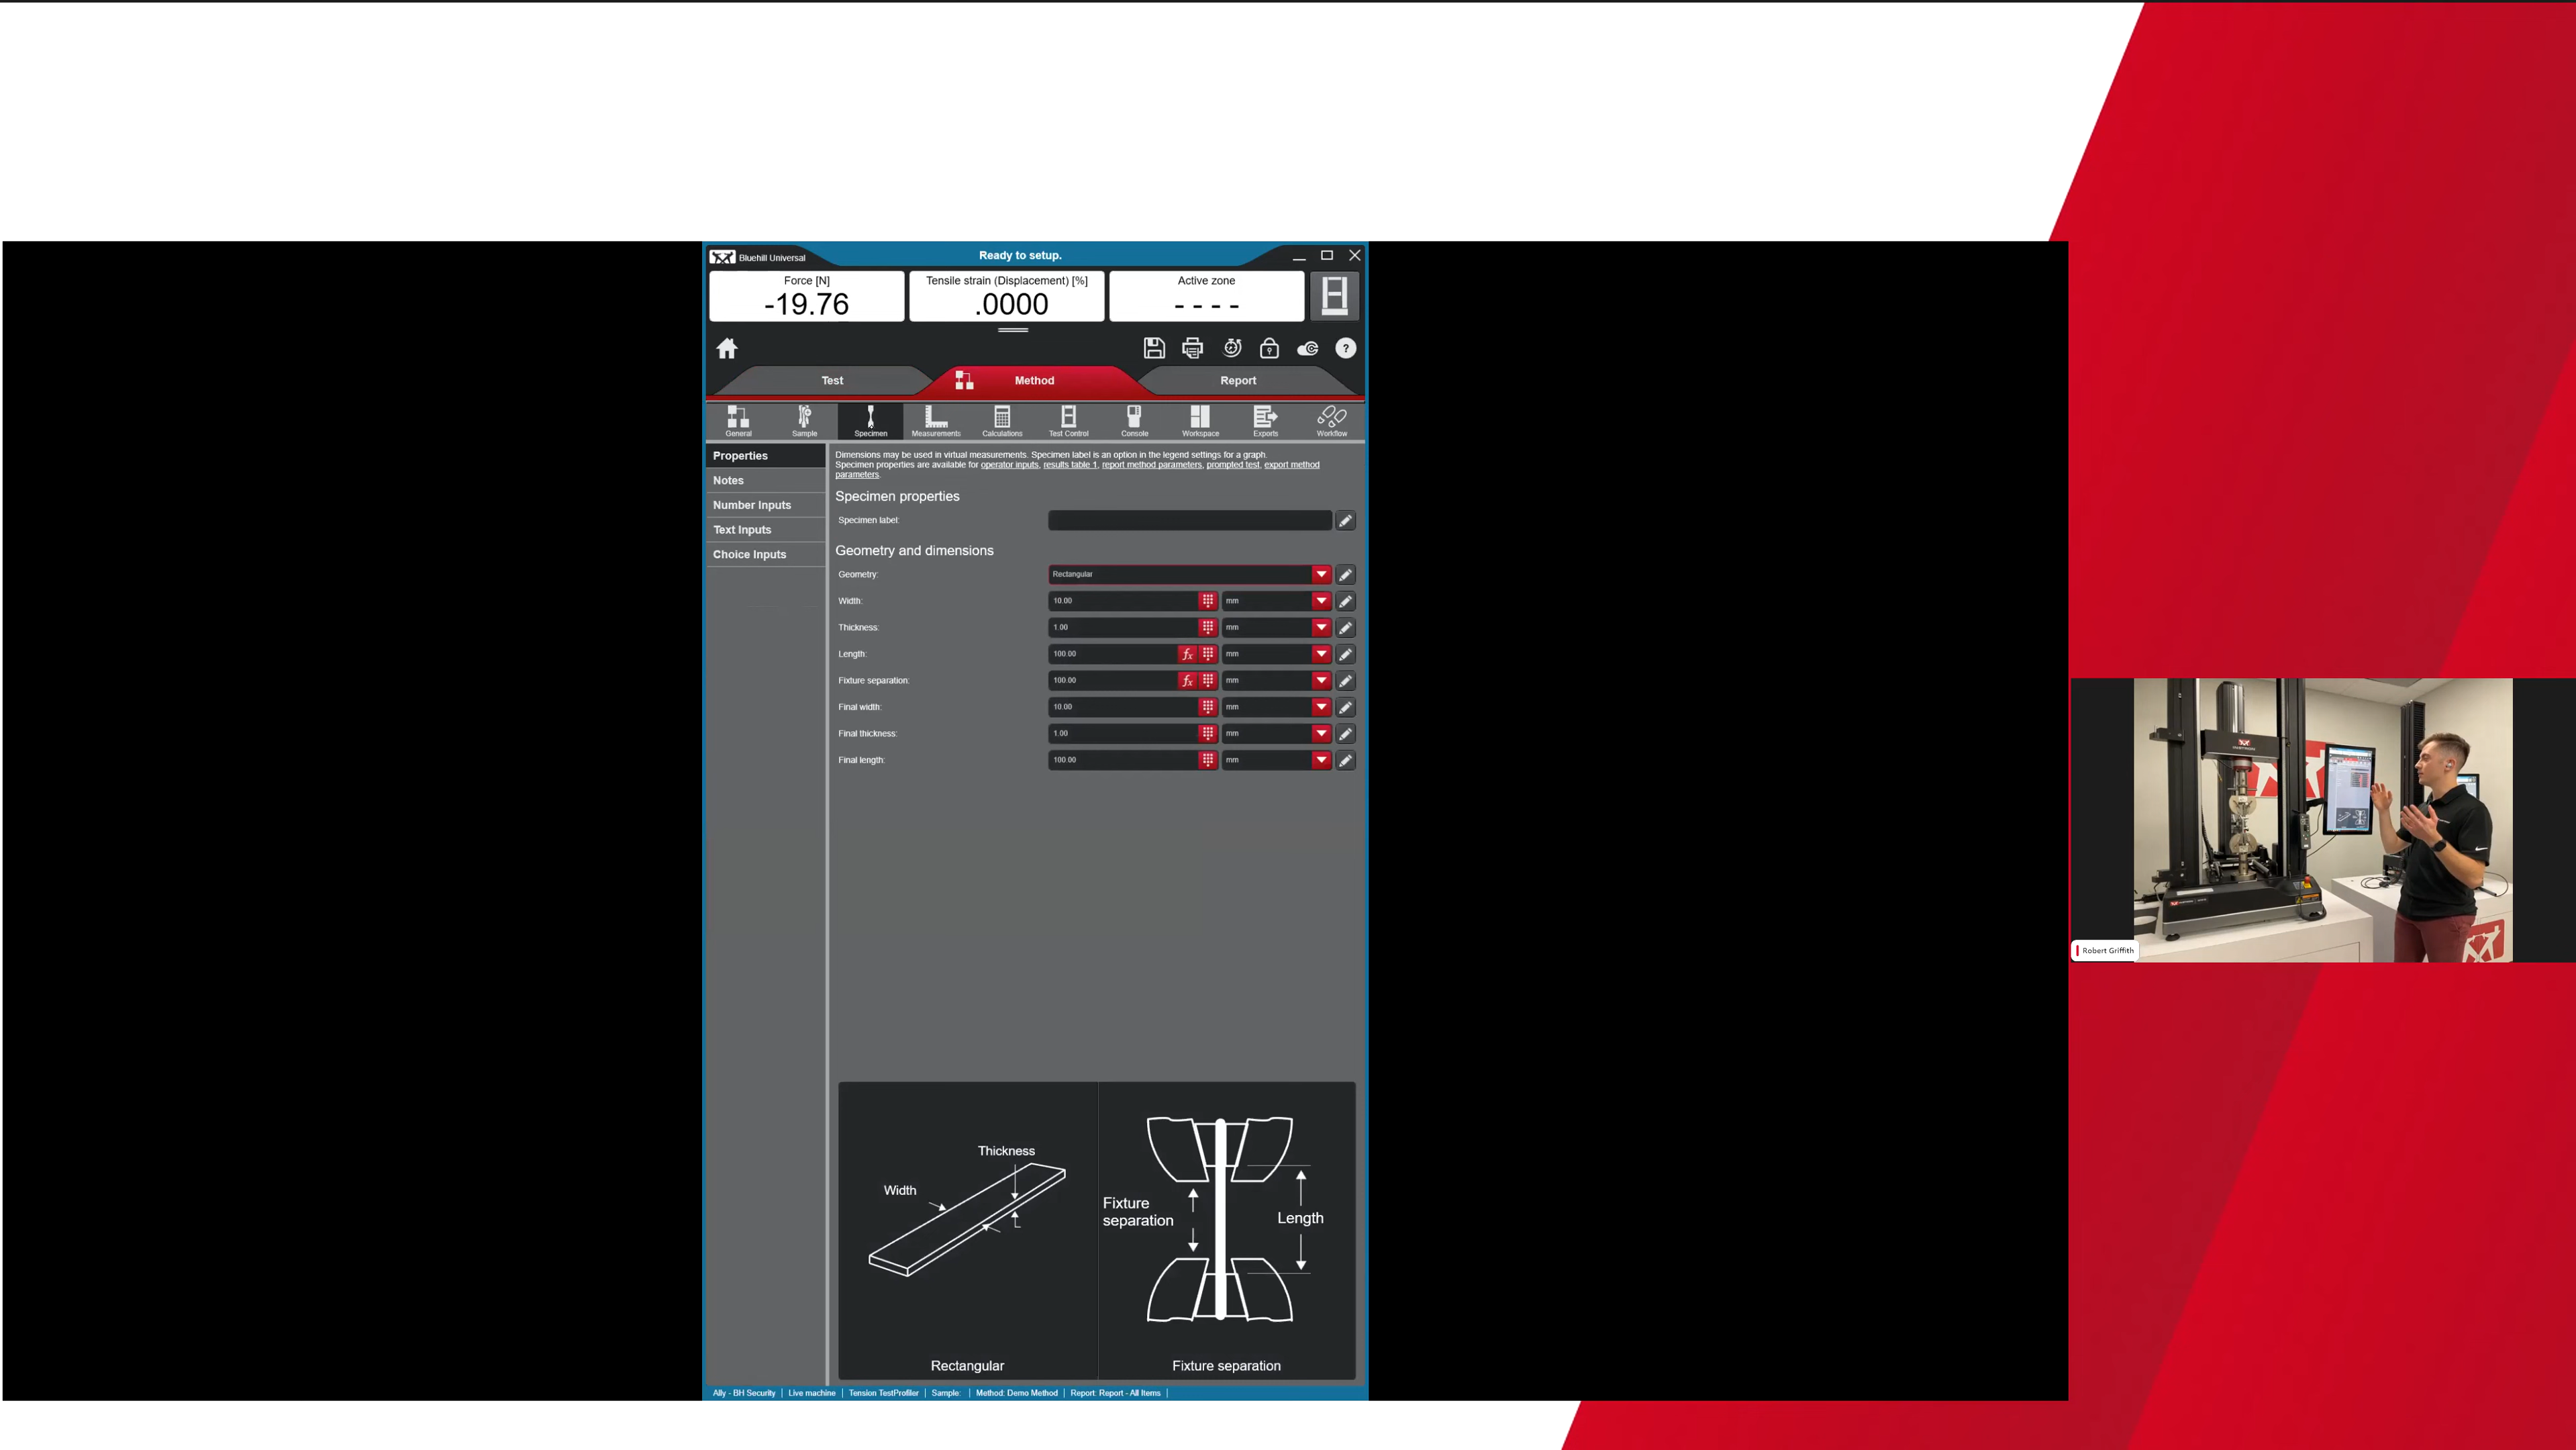 Bluehill Universal
Ready to setup.
Force [N]
-19.76
Tensile strain (Displacement) [%]
.0000
Active zone
- - - -
?
Test
Method
Report
General
Sample
Specimen
Measurements
Calculations
Test Control
Console
Workspace
Exports
Workflow
Properties
Notes
Number Inputs
Text Inputs
Choice Inputs
Dimensions may be used in virtual measurements. Specimen label is an option in the legend settings for a graph.
Specimen properties are available for operator inputs, results table 1, report method parameters, prompted test, export method
parameters.
Specimen properties
Specimen label:
Geometry and dimensions
Geometry: Rectangular
Width: 10.00 mm
Thickness: 1.00 mm
Length: 100.00 fx mm
Fixture separation: 100.00 fx mm
Final width: 10.00 mm
Final thickness: 1.00 mm
Final length: 100.00 mm
Thickness
Width
Rectangular
Fixture
separation
Length
Fixture separation
Ally - BH Security | Live machine | Tension TestProfiler | Sample: | Method: Demo Method | Report: Report - All Items |
Robert Griffith